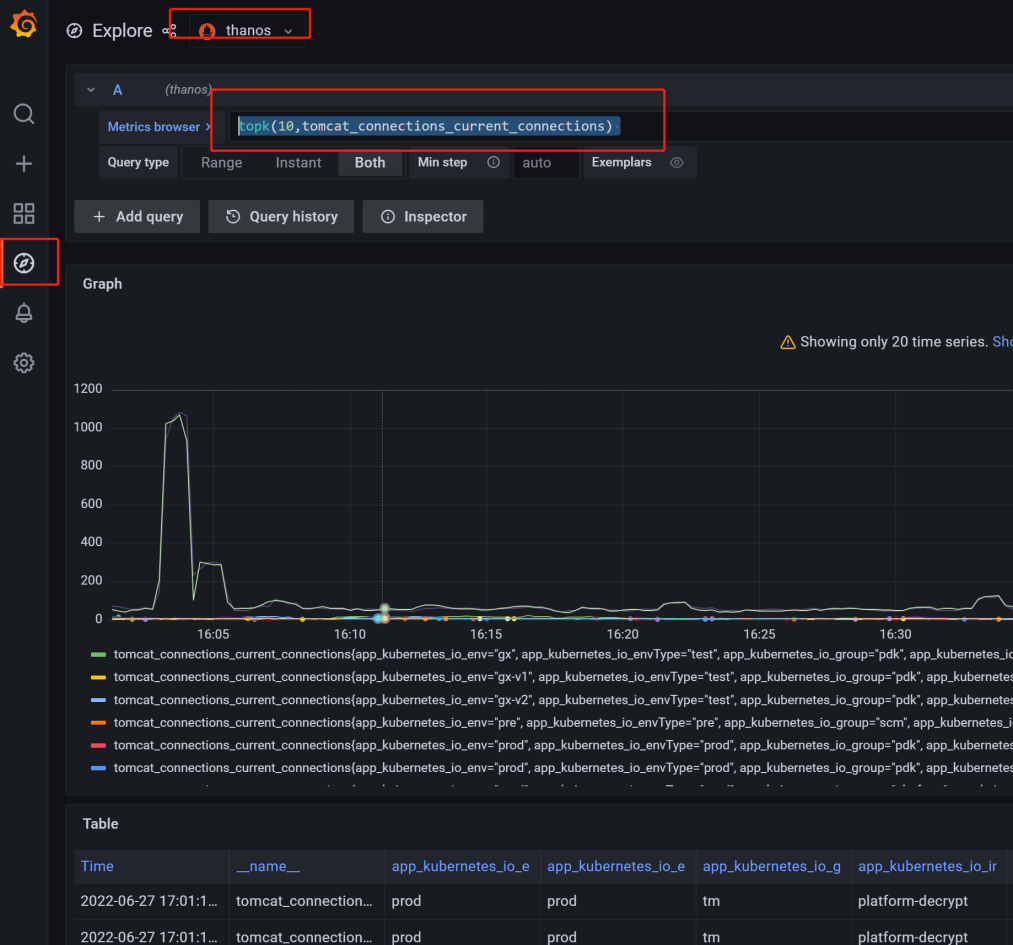 Explore thanos
A (thanos)
Metrics browser > topk(10,tomcat_connections_current_connections)
Query type Range Instant Both Min step auto Exemplars
+ Add query Query history Inspector
Graph
Showing only 20 time series. Sho
1200
1000
800
600
400
200
0
16:05 16:10 16:15 16:20 16:25 16:30
tomcat_connections_current_connections{app_kubernetes_io_env="gx", app_kubernetes_io_envType="test", app_kubernetes_io_group="pdk", app_kubernetes_io
tomcat_connections_current_connections{app_kubernetes_io_env="gx-v1", app_kubernetes_io_envType="test", app_kubernetes_io_group="pdk", app_kubernetes
tomcat_connections_current_connections{app_kubernetes_io_env="gx-v2", app_kubernetes_io_envType="test", app_kubernetes_io_group="pdk", app_kubernetes
tomcat_connections_current_connections{app_kubernetes_io_env="pre", app_kubernetes_io_envType="pre", app_kubernetes_io_group="scm", app_kubernetes_i
tomcat_connections_current_connections{app_kubernetes_io_env="prod", app_kubernetes_io_envType="prod", app_kubernetes_io_group="pdk", app_kubernetes
tomcat_connections_current_connections{app_kubernetes_io_env="prod", app_kubernetes_io_envType="prod", app_kubernetes_io_group="pdk", app_kubernetes
Table
Time __name__ app_kubernetes_io_e app_kubernetes_io_e app_kubernetes_io_g app_kubernetes_io_ir
2022-06-27 17:01:1... tomcat_connection... prod prod tm platform-decrypt
2022-06-27 17:01:1... tomcat_connection... prod prod tm platform-decrypt